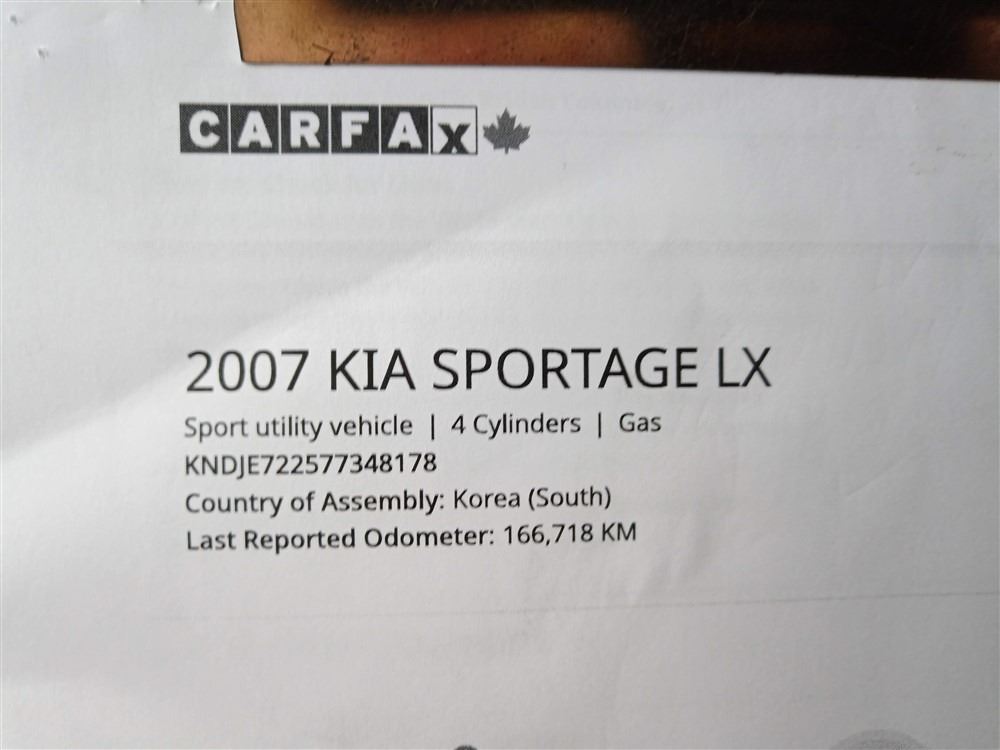 CARFAX
2007 KIA SPORTAGE LX
Sport utility vehicle | 4 Cylinders | Gas
KNDJE722577348178
Country of Assembly: Korea (South)
Last Reported Odometer: 166,718 KM